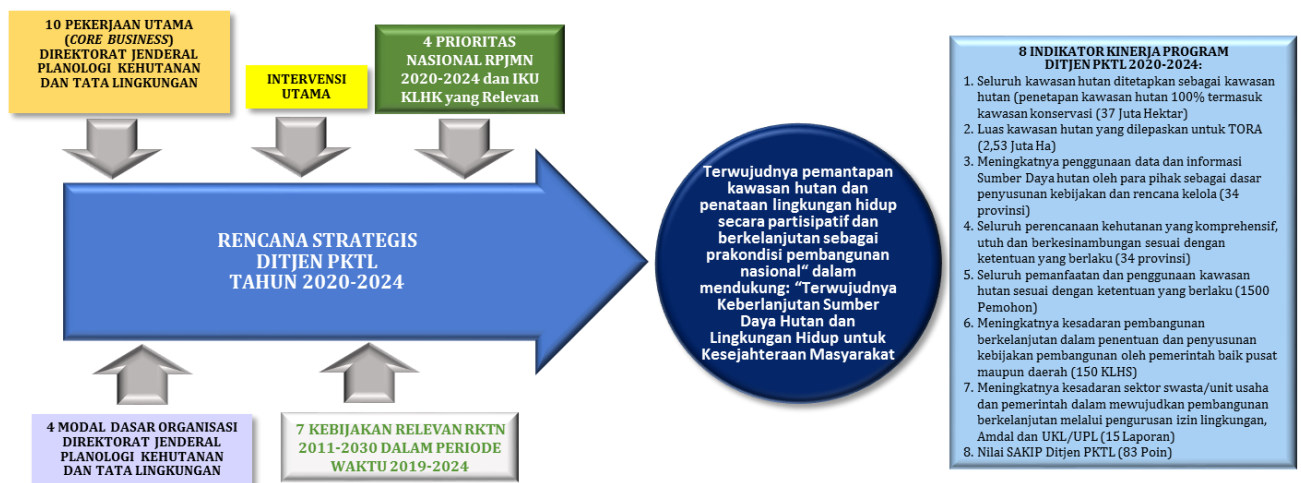 10 PEKERJAAN UTAMA
(CORE BUSINESS)
DIREKTORAT JENDERAL
PLANOLOGI KEHUTANAN
DAN TATA LINGKUNGAN
INTERVENSI
UTAMA
4 PRIORITAS
NASIONAL RPJMN
2020-2024 dan IKU
KLHK yang Relevan
RENCANA STRATEGIS
DITJEN PKTL
TAHUN 2020-2024
4 MODAL DASAR ORGANISASI
DIREKTORAT JENDERAL
PLANOLOGI KEHUTANAN
DAN TATA LINGKUNGAN
7 KEBIJAKAN RELEVAN RKTN
2011-2030 DALAM PERIODE
WAKTU 2019-2024
Terwujudnya pemantapan
kawasan hutan dan
penataan lingkungan hidup
secara partisipatif dan
berkelanjutan sebagai
prakondisi pembangunan
nasional“ dalam
mendukung: “Terwujudnya
Keberlanjutan Sumber
Daya Hutan dan
Lingkungan Hidup untuk
Kesejahteraan Masyarakat
8 INDIKATOR KINERJA PROGRAM
DITJEN PKTL 2020-2024:
1. Seluruh kawasan hutan ditetapkan sebagai kawasan
hutan (penetapan kawasan hutan 100% termasuk
kawasan konservasi (37 Juta Hektar)
2. Luas kawasan hutan yang dilepaskan untuk TORA
(2,53 Juta Ha)
3. Meningkatnya penggunaan data dan informasi
Sumber Daya hutan oleh para pihak sebagai dasar
penyusunan kebijakan dan rencana kelola (34
provinsi)
4. Seluruh perencanaan kehutanan yang komprehensif,
utuh dan berkesinambungan sesuai dengan
ketentuan yang berlaku (34 provinsi)
5. Seluruh pemanfaatan dan penggunaan kawasan
hutan sesuai dengan ketentuan yang berlaku (1500
Pemohon)
6. Meningkatnya kesadaran pembangunan
berkelanjutan dalam penentuan dan penyusunan
kebijakan pembangunan oleh pemerintah baik pusat
maupun daerah (150 KLHS)
7. Meningkatnya kesadaran sektor swasta/unit usaha
dan pemerintah dalam mewujudkan pembangunan
berkelanjutan melalui pengurusan izin lingkungan,
Amdal dan UKL/UPL (15 Laporan)
8. Nilai SAKIP Ditjen PKTL (83 Poin)